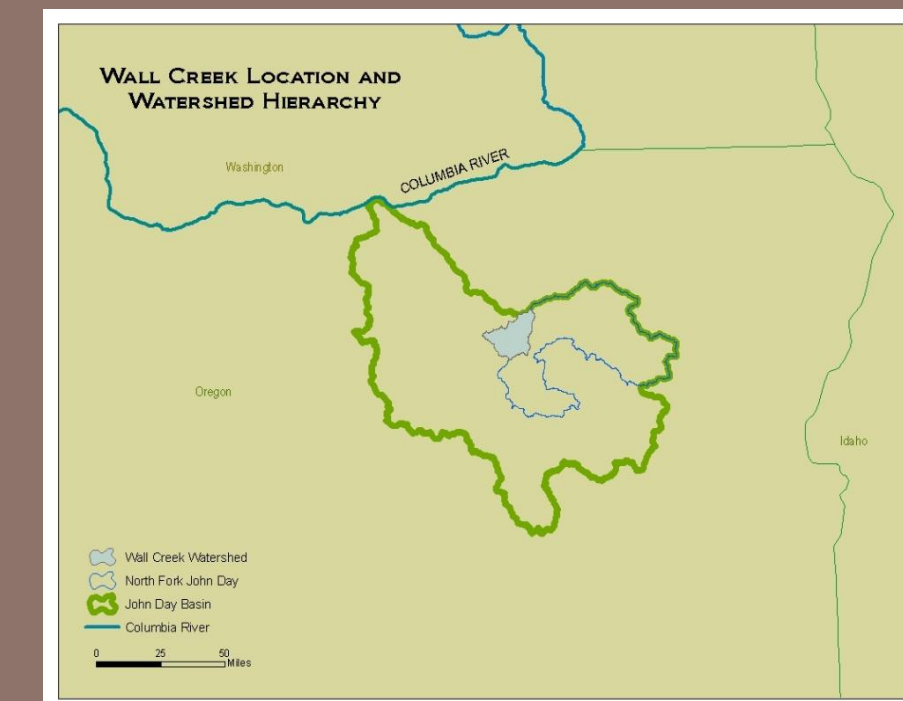 WALL CREEK LOCATION AND
WATERSHED HIERARCHY
Washington
COLUMBIA RIVER
Oregon
Idaho
Wall Creek Watershed
North Fork John Day
John Day Basin
Columbia River
0 25 50
Miles